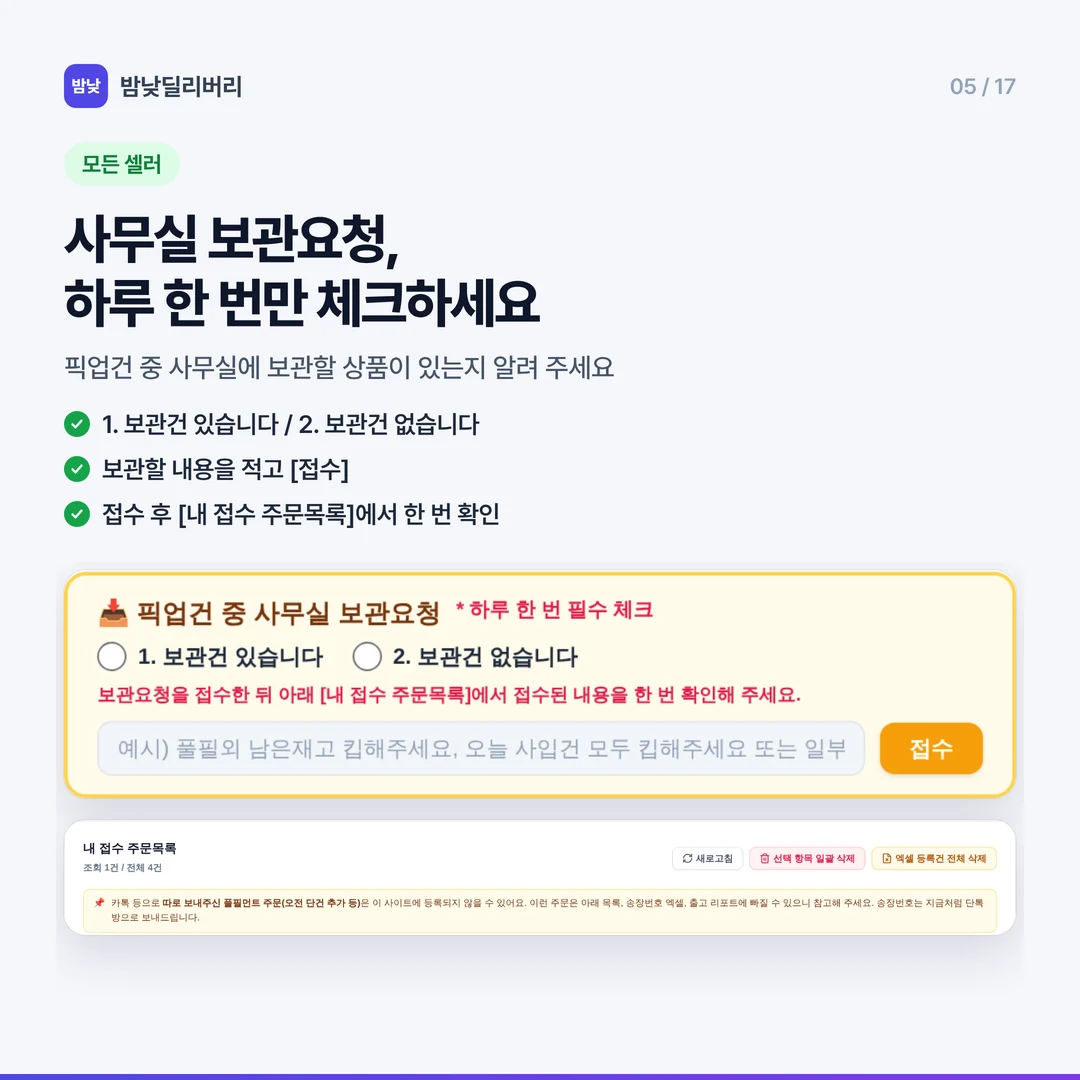 밤낮 밤낮딜리버리
05 / 17
모든 셀러
사무실 보관요청,
하루 한 번만 체크하세요
픽업건 중 사무실에 보관할 상품이 있는지 알려 주세요
1. 보관건 있습니다 / 2. 보관건 없습니다
보관할 내용을 적고 [접수]
접수 후 [내 접수 주문목록]에서 한 번 확인
픽업건 중 사무실 보관요청 * 하루 한 번 필수 체크
1. 보관건 있습니다 2. 보관건 없습니다
보관요청을 접수한 뒤 아래 [내 접수 주문목록]에서 접수된 내용을 한 번 확인해 주세요.
예시) 풀필외 남은재고 킵해주세요, 오늘 사입건 모두 킵해주세요 또는 일부 접수
내 접수 주문목록
조회 1건 / 전체 4건
새로고침 선택 항목 일괄 삭제 엑셀 등록건 전체 삭제
카톡 등으로 따로 보내주신 풀필먼트 주문(오전 단건 추가 등)은 이 사이트에 등록되지 않을 수 있어요. 이런 주문은 아래 목록, 송장번호 엑셀, 출고 리포트에 빠질 수 있으니 참고해 주세요. 송장번호는 지금처럼 단톡
방으로 보내드립니다.